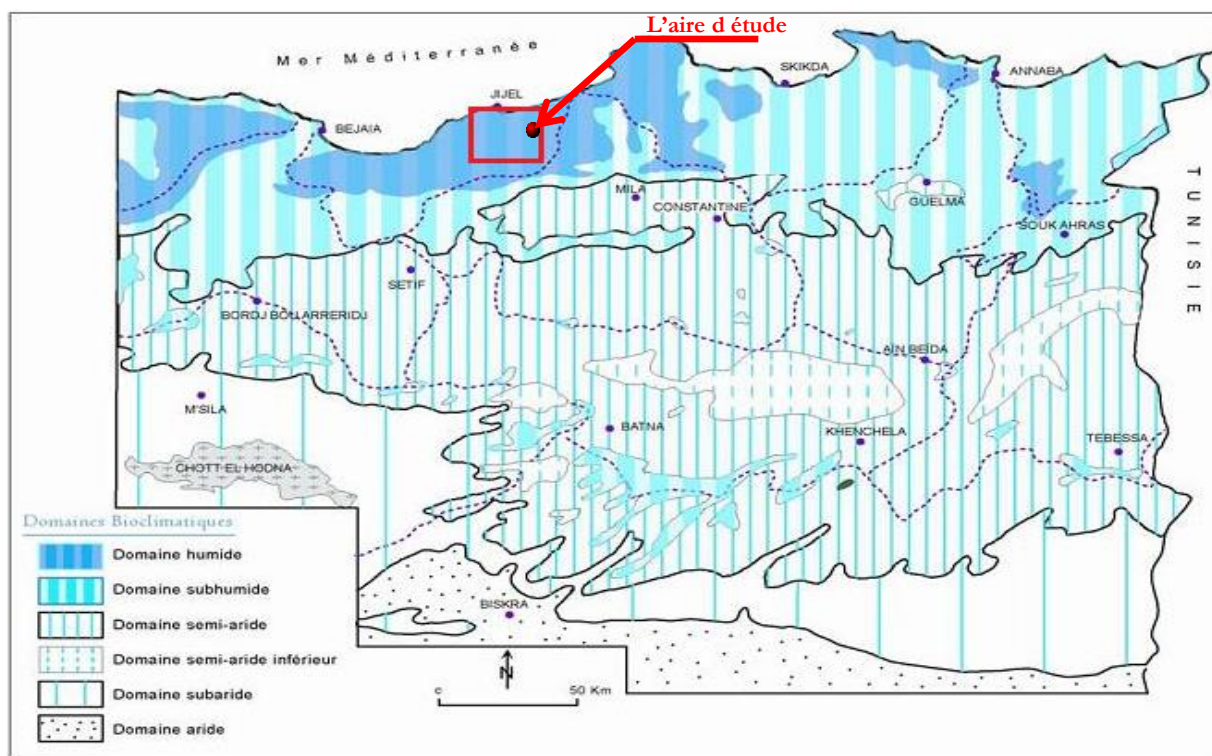 L'aire d étude
Mer Méditerranée
SKIKDA
ANNABA
JIJEL
BEJAIA
TUNISIE
MILA
CONSTANTINE
GUELMA
SOUK AHRAS
SETIF
BORDJ BOU ARRERIDJ
AIN BEIDA
M'SILA
BATNA
KHENCHELA
TEBESSA
CHOTT EL HODNA
Domaines Bioclimatiques
Domaine humide
Domaine subhumide
Domaine semi-aride
Domaine semi-aride inférieur
Domaine subaride
Domaine aride
BISKRA
N
0 50 Km